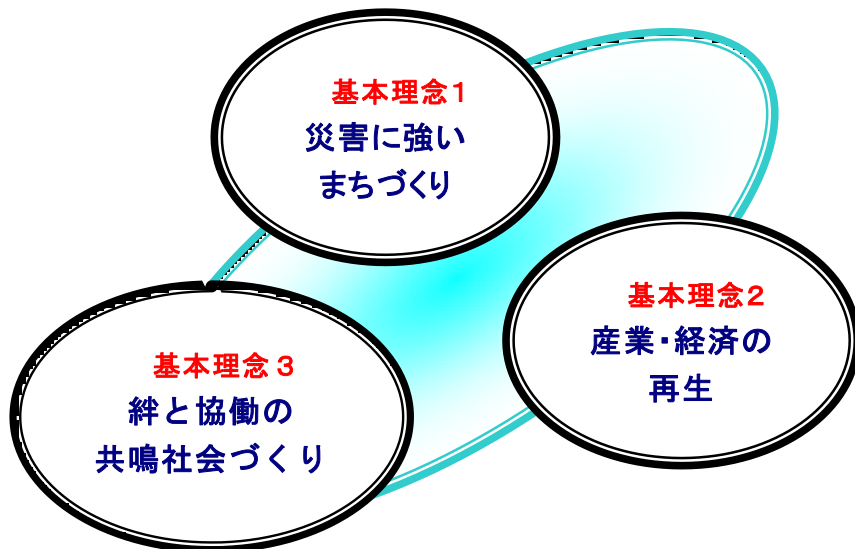 基本理念１
災害に強い
まちづくり
基本理念２
産業・経済の
再生
基本理念３
絆と協働の
共鳴社会づくり